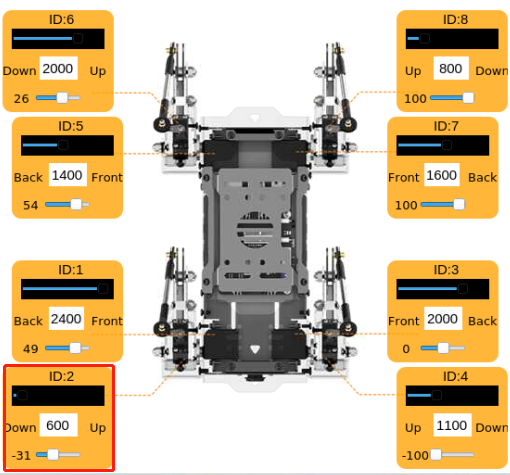 ID:6
Down 2000 Up
26
ID:8
Up 800 Down
100
ID:5
Back 1400 Front
54
ID:7
Front 1600 Back
100
ID:1
Back 2400 Front
49
ID:3
Front 2000 Back
0
ID:2
Down 600 Up
-31
ID:4
Up 1100 Down
-100